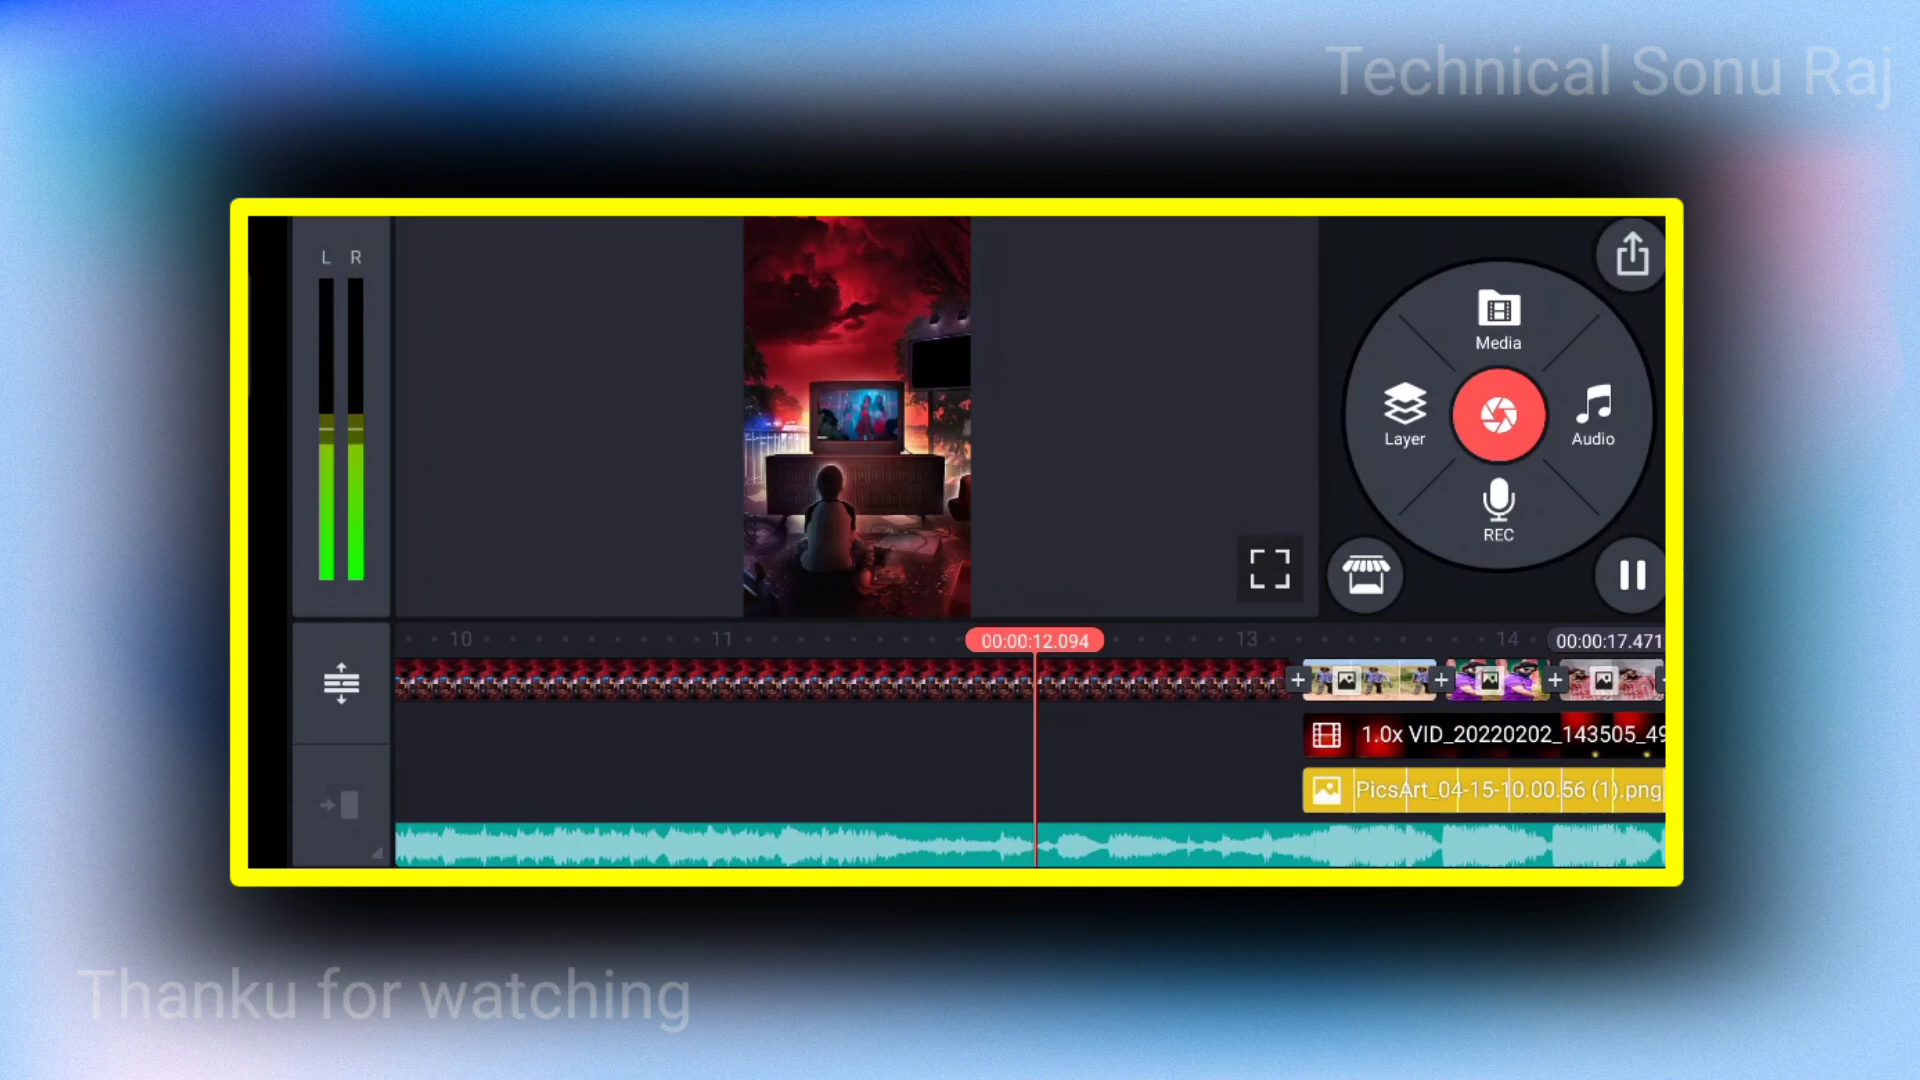 Technical Sonu Raj
L R
Media
Layer
Audio
REC
10
11
00:00:12.094
13
14
00:00:17.471
1.0x VID_20220202_143505_49
PicsArt_04-15-10.00.56 (1).png
Thanku for watching